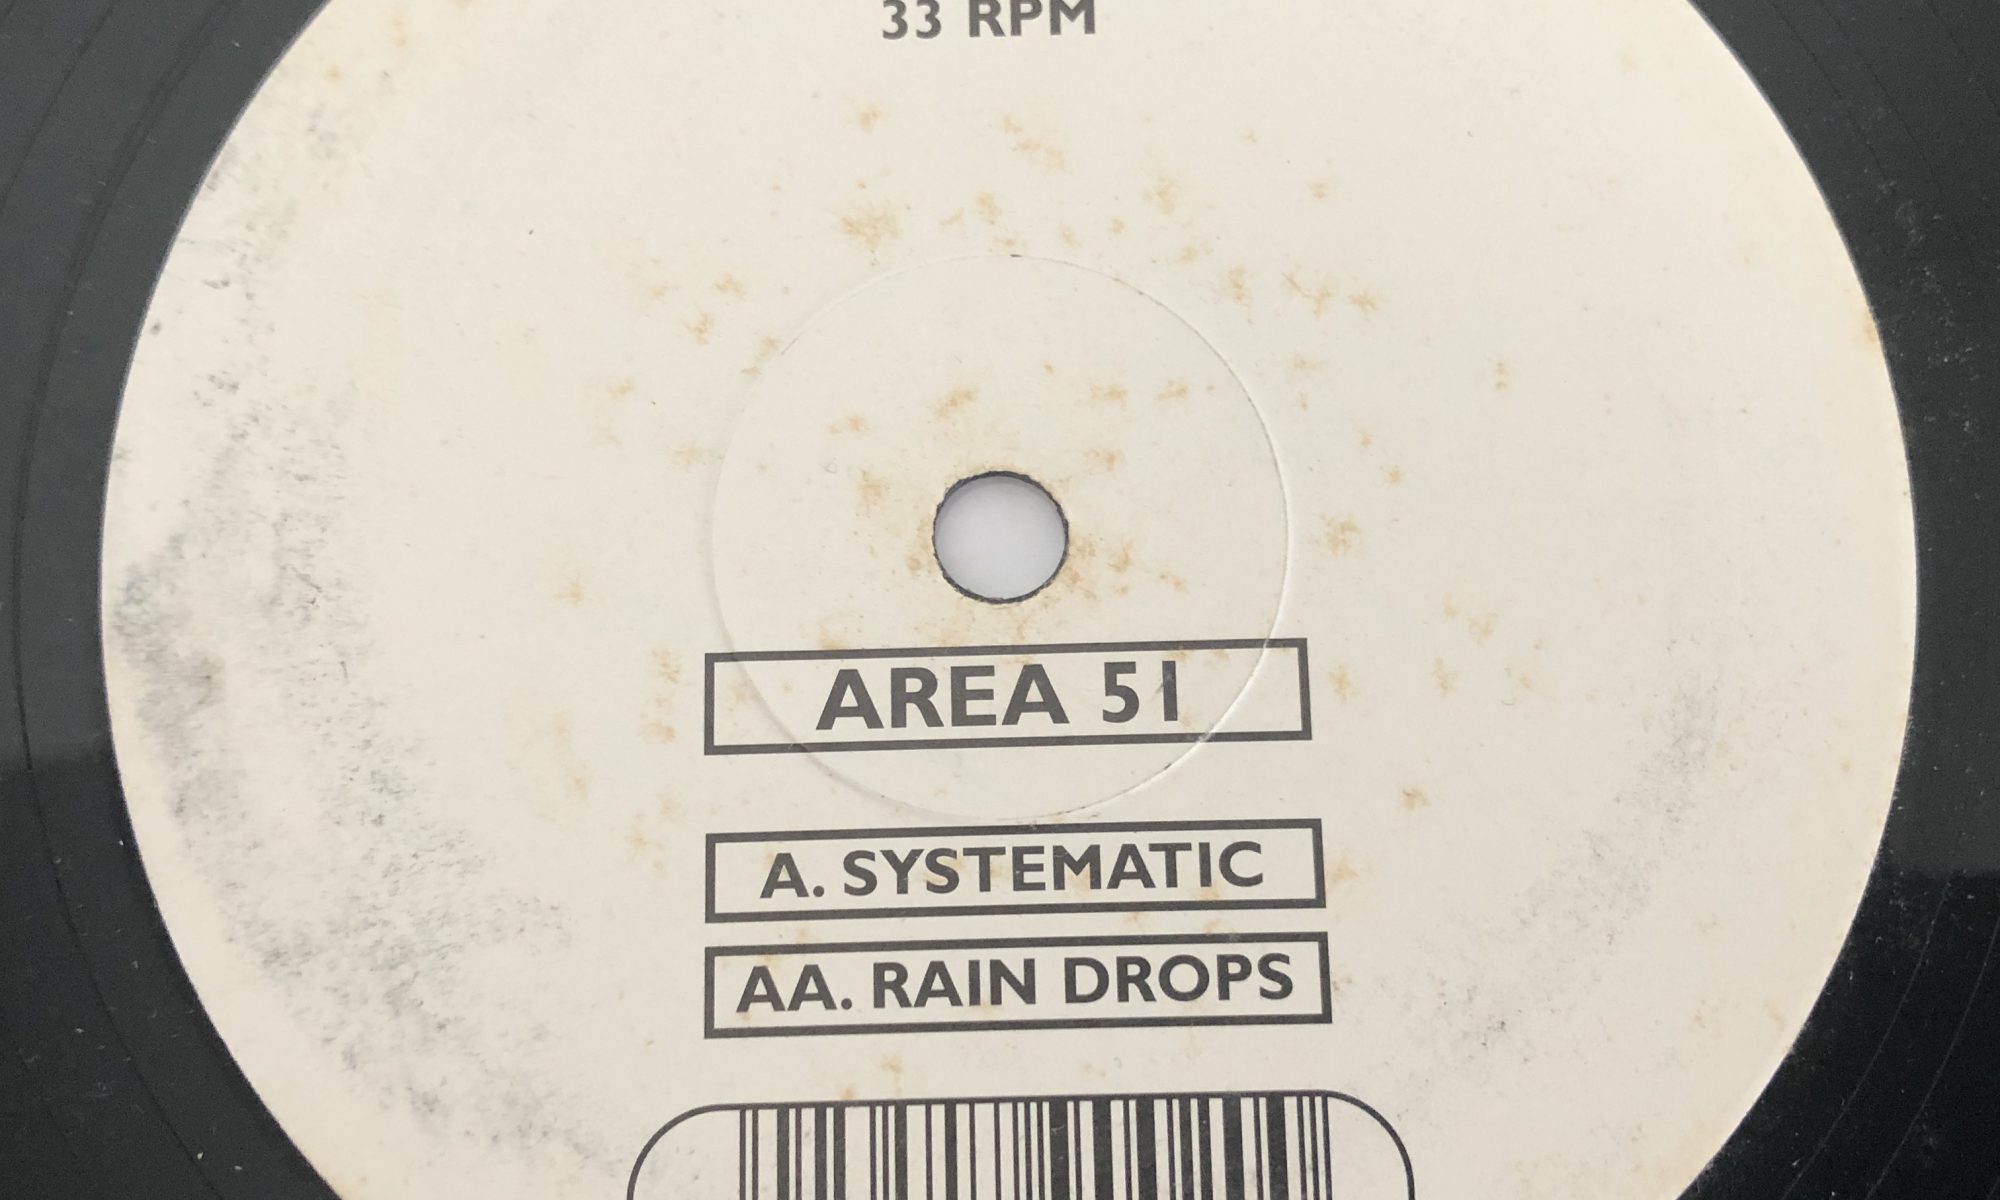 33 RPM
AREA 51
A. SYSTEMATIC
AA. RAIN DROPS